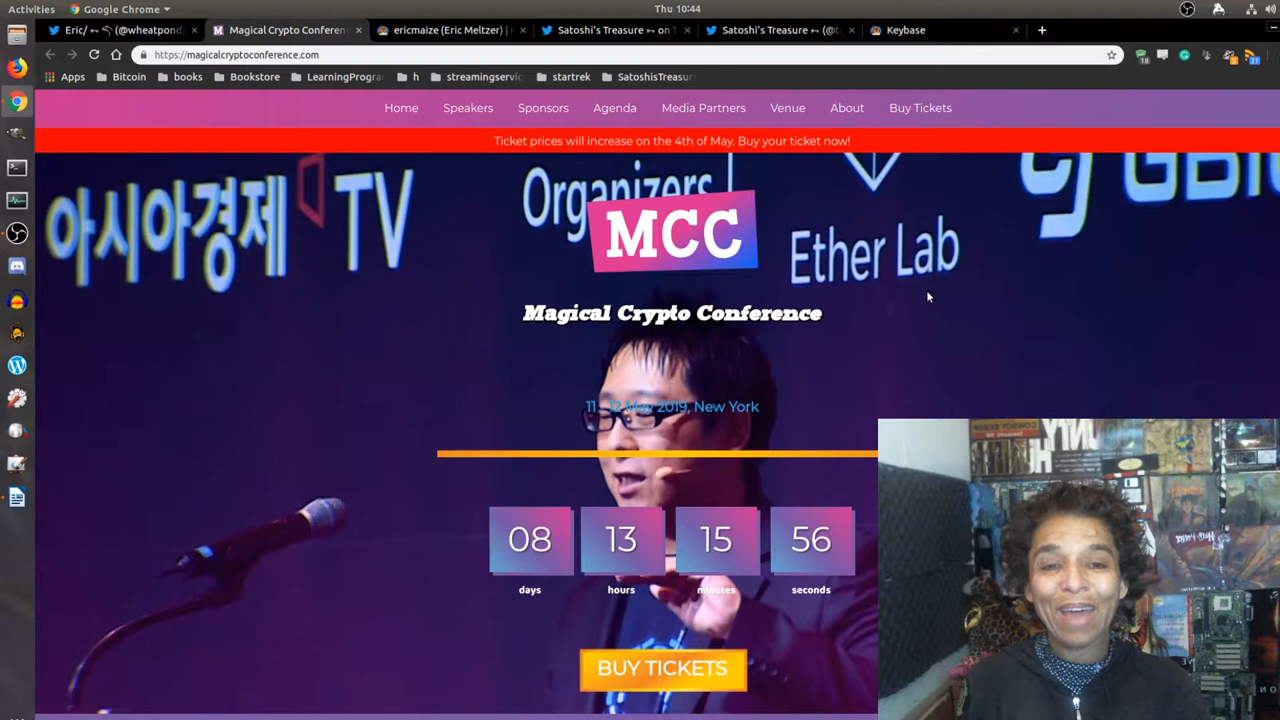 Activities
Google Chrome
Thu 10:44
Eric/ (@wheatpond
Magical Crypto Conferen
ericmaize (Eric Meltzer) |
Satoshi's Treasure on T
Satoshi's Treasure (@t
Keybase
https://magicalcryptoconference.com
Apps
Bitcoin
books
Bookstore
LearningProgra
h
streamingservic
startrek
SatoshisTreasur
Home
Speakers
Sponsors
Agenda
Media Partners
Venue
About
Buy Tickets
Ticket prices will increase on the 4th of May. Buy your ticket now!
아시아경제 TV
Organizers
Ether Lab
MCC
Magical Crypto Conference
11 - 12 May 2019, New York
08
13
15
56
days
hours
minutes
seconds
BUY TICKETS